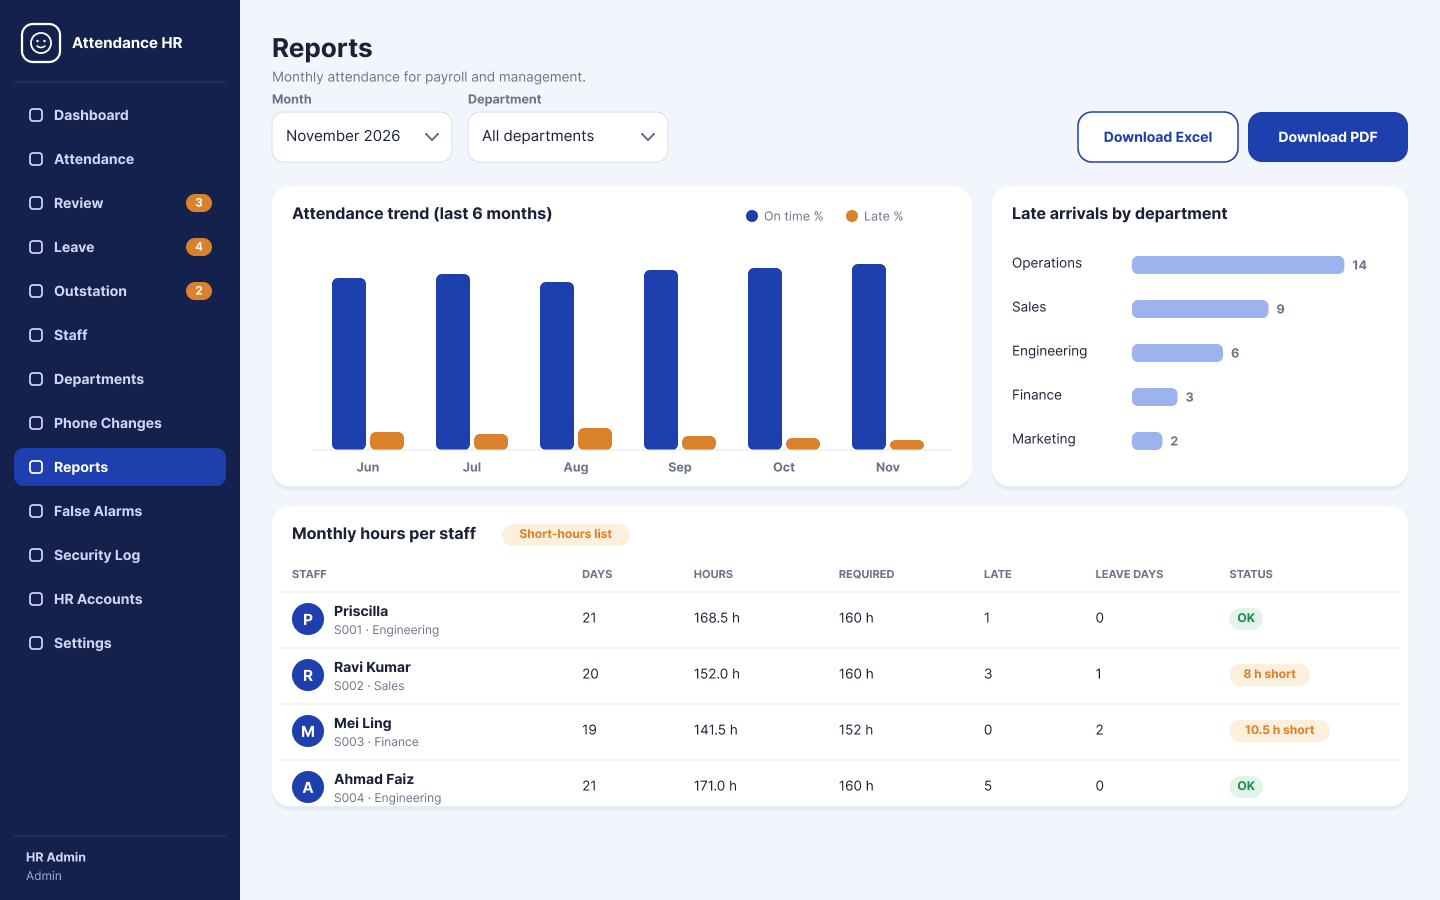 Attendance HR
Dashboard
Attendance
Review 3
Leave 4
Outstation 2
Staff
Departments
Phone Changes
Reports
False Alarms
Security Log
HR Accounts
Settings
HR Admin
Admin
Reports
Monthly attendance for payroll and management.
Month Department
November 2026 All departments Download Excel Download PDF
Attendance trend (last 6 months) On time % Late %
Jun Jul Aug Sep Oct Nov
Late arrivals by department
Operations 14
Sales 9
Engineering 6
Finance 3
Marketing 2
Monthly hours per staff Short-hours list
STAFF DAYS HOURS REQUIRED LATE LEAVE DAYS STATUS
P Priscilla 21 168.5 h 160 h 1 0 OK
S001 · Engineering
R Ravi Kumar 20 152.0 h 160 h 3 1 8 h short
S002 · Sales
M Mei Ling 19 141.5 h 152 h 0 2 10.5 h short
S003 · Finance
A Ahmad Faiz 21 171.0 h 160 h 5 0 OK
S004 · Engineering